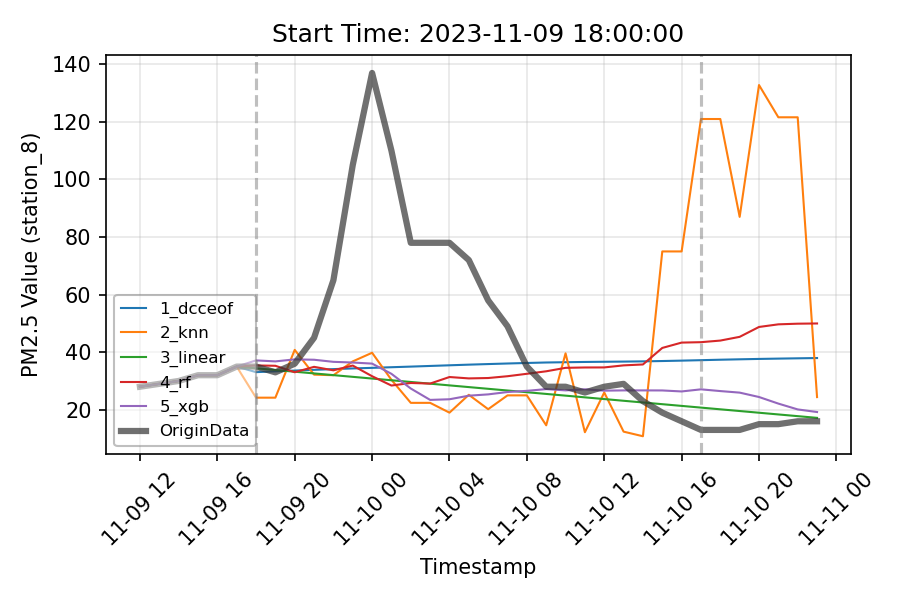 Start Time: 2023-11-09 18:00:00
PM2.5 Value (station_8)
140
120
100
80
60
40
20
1_dcceof
2_knn
3_linear
4_rf
5_xgb
OriginData
11-09 12
11-09 16
11-09 20
11-10 00
11-10 04
11-10 08
11-10 12
11-10 16
11-10 20
11-11 00
Timestamp